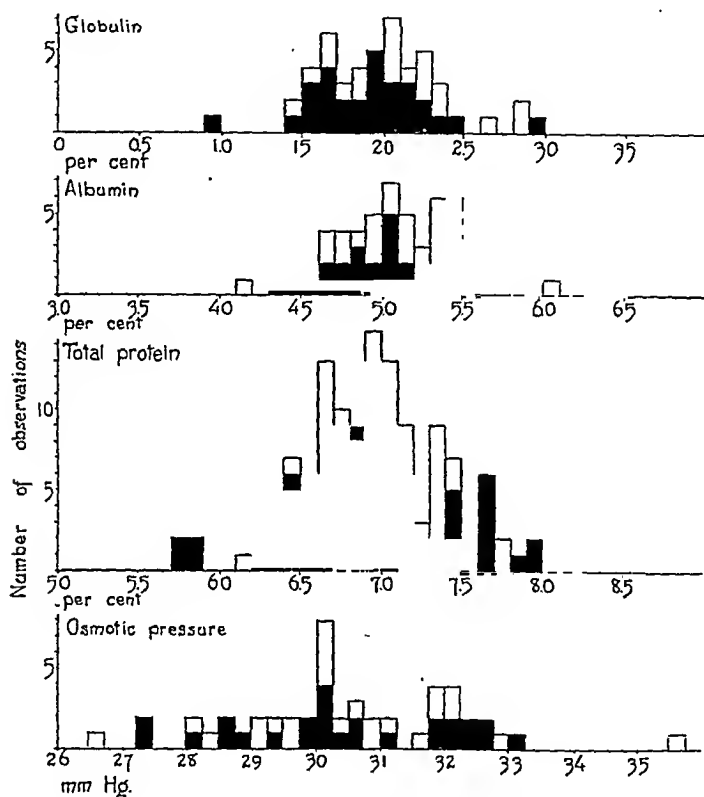 Globulin
5
0 0.5 1.0 1.5 2.0 2.5 3.0 3.5
per cent
Albumin
5
3.0 3.5 4.0 4.5 5.0 5.5 6.0 6.5
per cent
Total protein
10
5
5.0 5.5 6.0 6.5 7.0 7.5 8.0 8.5
per cent
Number of observations
Osmotic pressure
5
26 27 28 29 30 31 32 33 34 35
mm Hg.